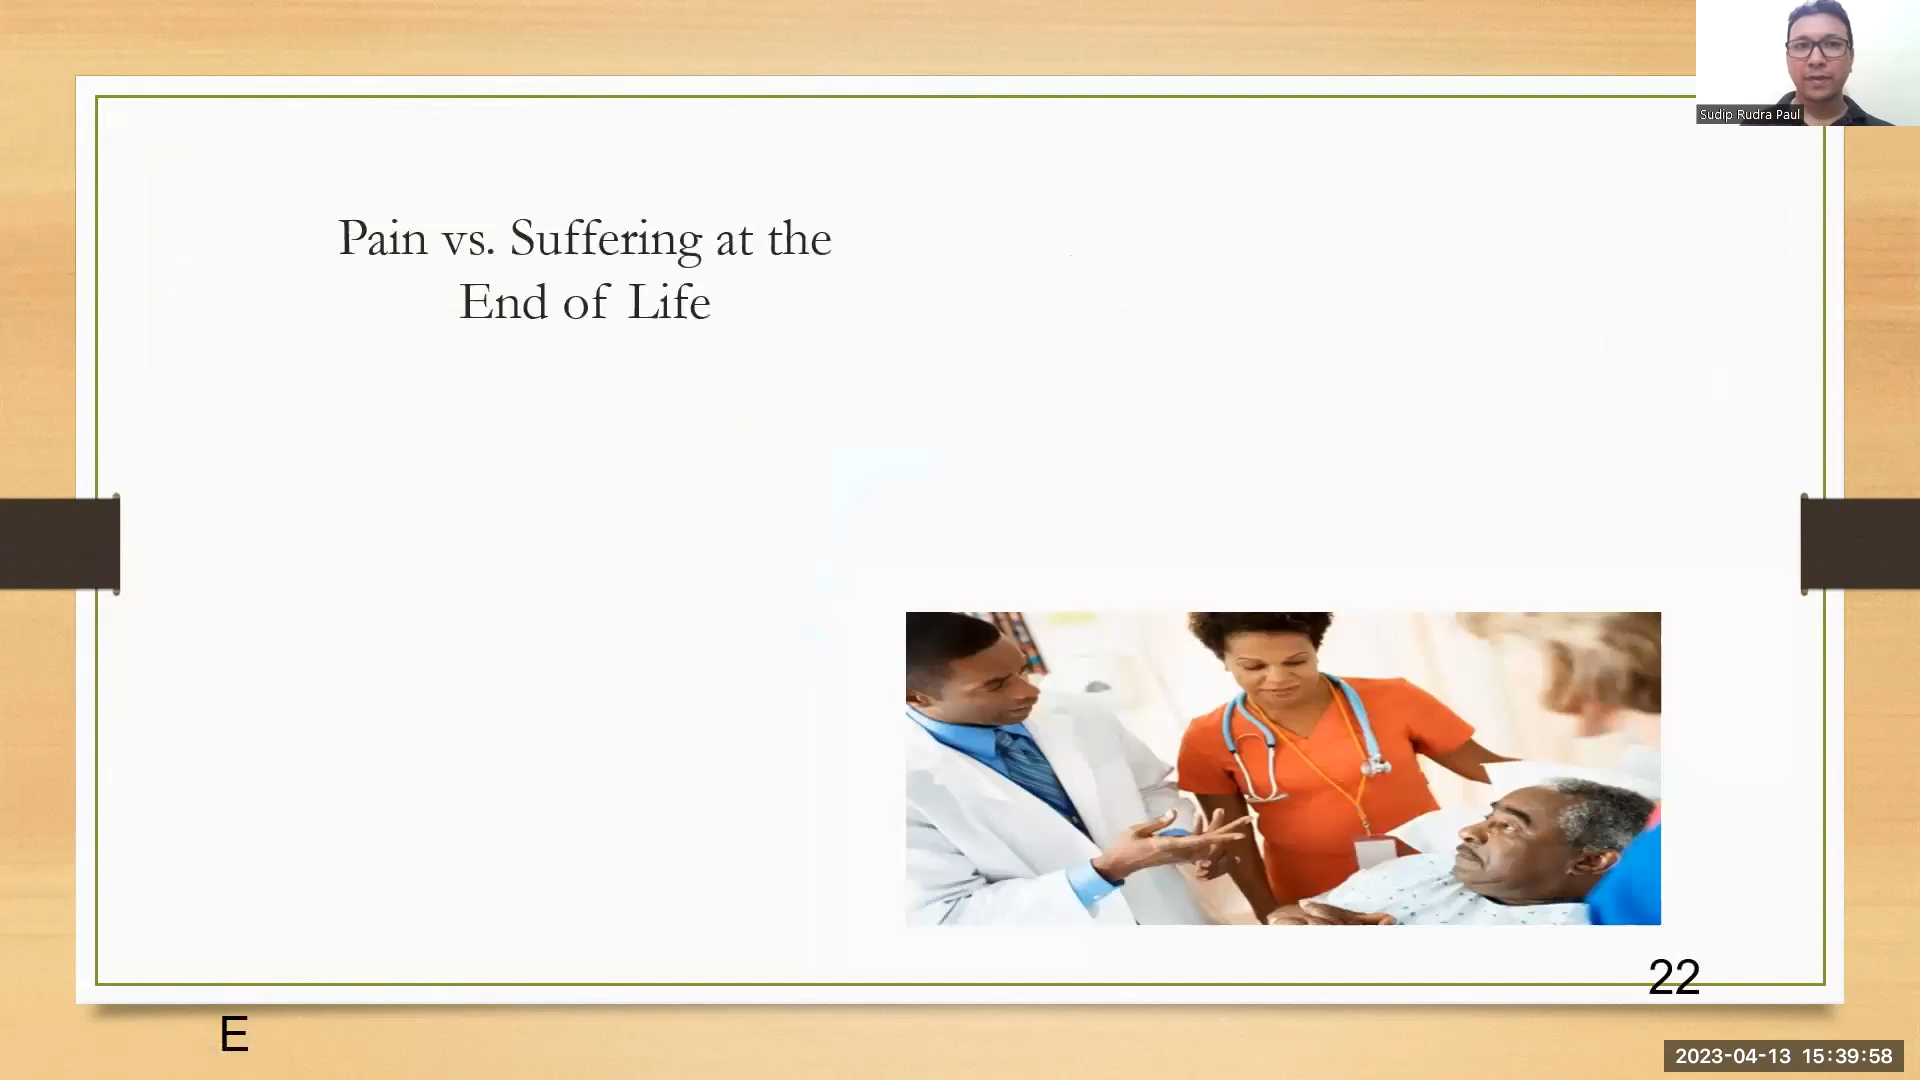 Sudip Rudra Paul
Pain vs. Suffering at the
End of Life
22
E
2023-04-13 15:39:58